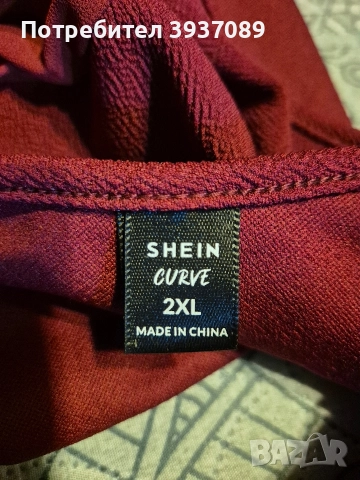 Потребител 3937089
SHEIN
CURVE
2XL
MADE IN CHINA
BAZAR